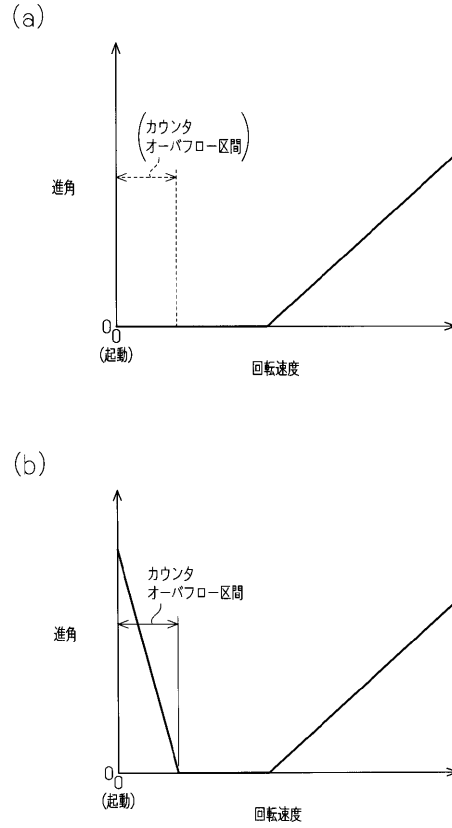 (a)
カウンタ
オーバフロー区間
進角
0
0
(起動)
回転速度
(b)
カウンタ
オーバフロー区間
進角
0
0
(起動)
回転速度